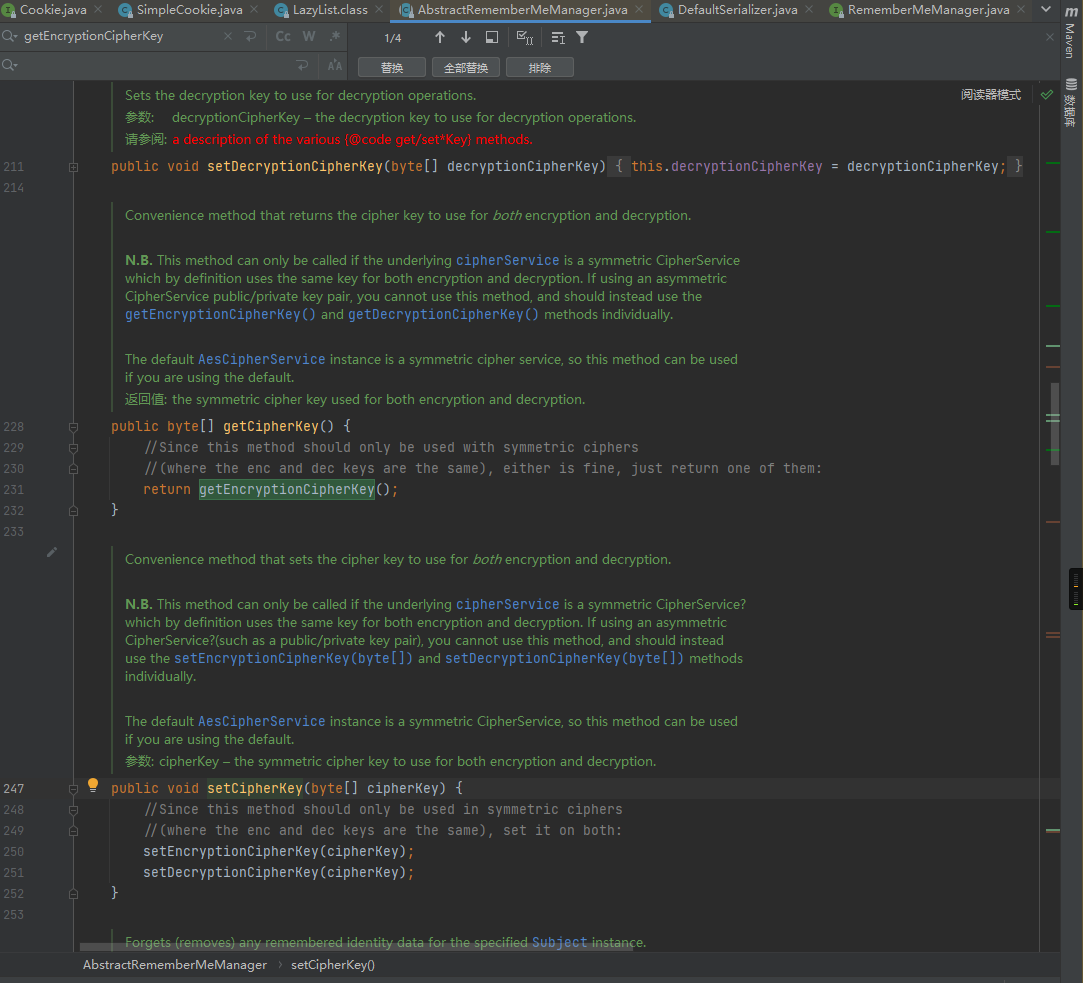 Cookie.java SimpleCookie.java LazyList.class AbstractRememberMeManager.java DefaultSerializer.java RememberMeManager.java
getEncryptionCipherKey Cc W .* 1/4
替换 全部替换 排除
m Maven
数据库
阅读器模式
Sets the decryption key to use for decryption operations.
参数: decryptionCipherKey – the decryption key to use for decryption operations.
请参阅: a description of the various {@code get/set*Key} methods.
211 public void setDecryptionCipherKey(byte[] decryptionCipherKey) { this.decryptionCipherKey = decryptionCipherKey; }
214
Convenience method that returns the cipher key to use for both encryption and decryption.
N.B. This method can only be called if the underlying cipherService is a symmetric CipherService
which by definition uses the same key for both encryption and decryption. If using an asymmetric
CipherService public/private key pair, you cannot use this method, and should instead use the
getEncryptionCipherKey() and getDecryptionCipherKey() methods individually.
The default AesCipherService instance is a symmetric cipher service, so this method can be used
if you are using the default.
返回值: the symmetric cipher key used for both encryption and decryption.
228 public byte[] getCipherKey() {
229 //Since this method should only be used with symmetric ciphers
230 //(where the enc and dec keys are the same), either is fine, just return one of them:
231 return getEncryptionCipherKey();
232 }
233
Convenience method that sets the cipher key to use for both encryption and decryption.
N.B. This method can only be called if the underlying cipherService is a symmetric CipherService?
which by definition uses the same key for both encryption and decryption. If using an asymmetric
CipherService?(such as a public/private key pair), you cannot use this method, and should instead
use the setEncryptionCipherKey(byte[]) and setDecryptionCipherKey(byte[]) methods
individually.
The default AesCipherService instance is a symmetric CipherService, so this method can be used
if you are using the default.
参数: cipherKey – the symmetric cipher key to use for both encryption and decryption.
247 public void setCipherKey(byte[] cipherKey) {
248 //Since this method should only be used in symmetric ciphers
249 //(where the enc and dec keys are the same), set it on both:
250 setEncryptionCipherKey(cipherKey);
251 setDecryptionCipherKey(cipherKey);
252 }
253
Forgets (removes) any remembered identity data for the specified Subject instance.
AbstractRememberMeManager › setCipherKey()